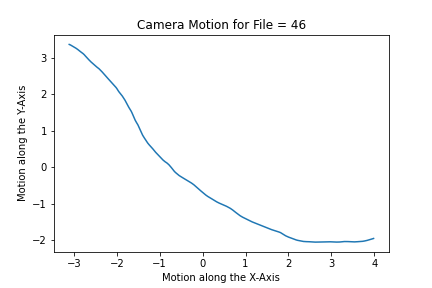 Camera Motion for File = 46
Motion along the Y-Axis
3
2
1
0
−1
−2
−3 −2 −1 0 1 2 3 4
Motion along the X-Axis